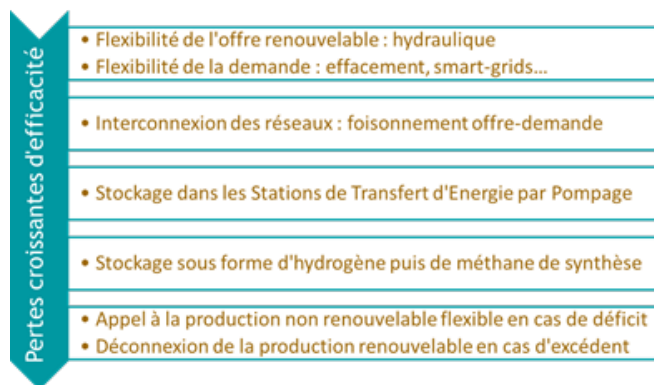 Pertes croissantes d'efficacité
• Flexibilité de l'offre renouvelable : hydraulique
• Flexibilité de la demande : effacement, smart-grids...
• Interconnexion des réseaux : foisonnement offre-demande
• Stockage dans les Stations de Transfert d'Energie par Pompage
• Stockage sous forme d'hydrogène puis de méthane de synthèse
• Appel à la production non renouvelable flexible en cas de déficit
• Déconnexion de la production renouvelable en cas d'excédent